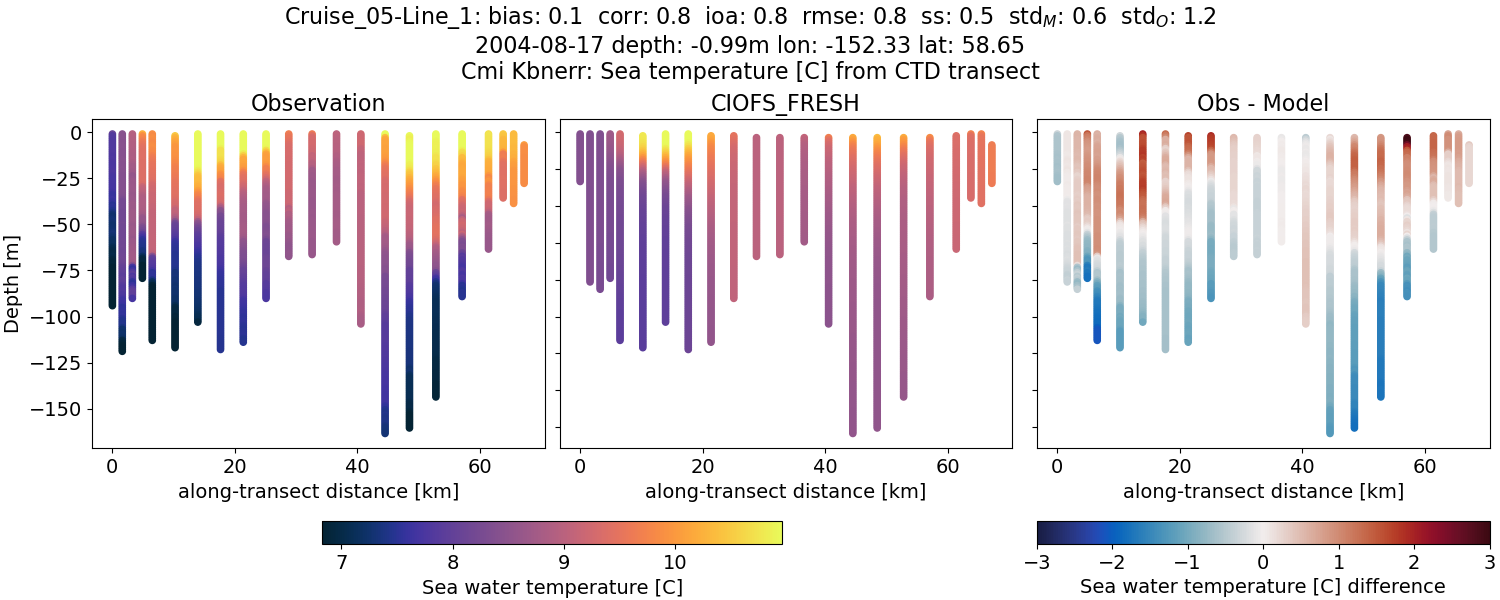 Cruise_05-Line_1: bias: 0.1 corr: 0.8 ioa: 0.8 rmse: 0.8 ss: 0.5 std_M: 0.6 std_O: 1.2
2004-08-17 depth: -0.99m lon: -152.33 lat: 58.65
Cmi Kbnerr: Sea temperature [C] from CTD transect
Observation
CIOFS_FRESH
Obs - Model
0
−25
−50
−75
−100
−125
−150
Depth [m]
0 20 40 60
0 20 40 60
0 20 40 60
along-transect distance [km]
along-transect distance [km]
along-transect distance [km]
7 8 9 10
Sea water temperature [C]
−3 −2 −1 0 1 2 3
Sea water temperature [C] difference